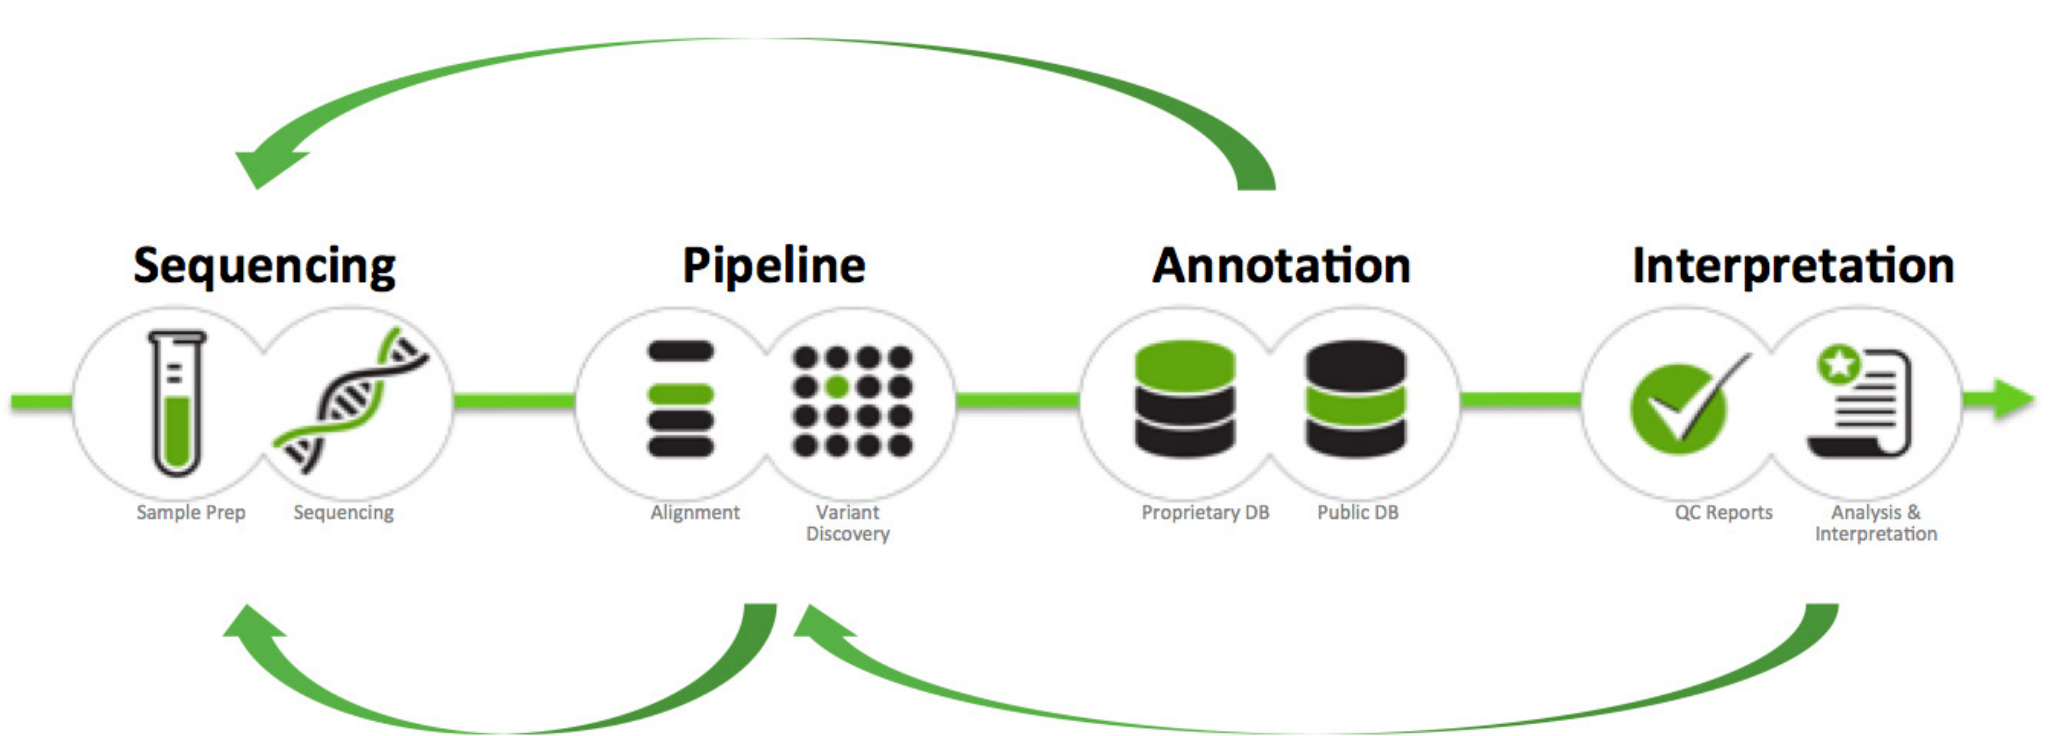 Sequencing
Pipeline
Annotation
Interpretation
Sample Prep
Sequencing
Alignment
Variant
Discovery
Proprietary DB
Public DB
QC Reports
Analysis &
Interpretation